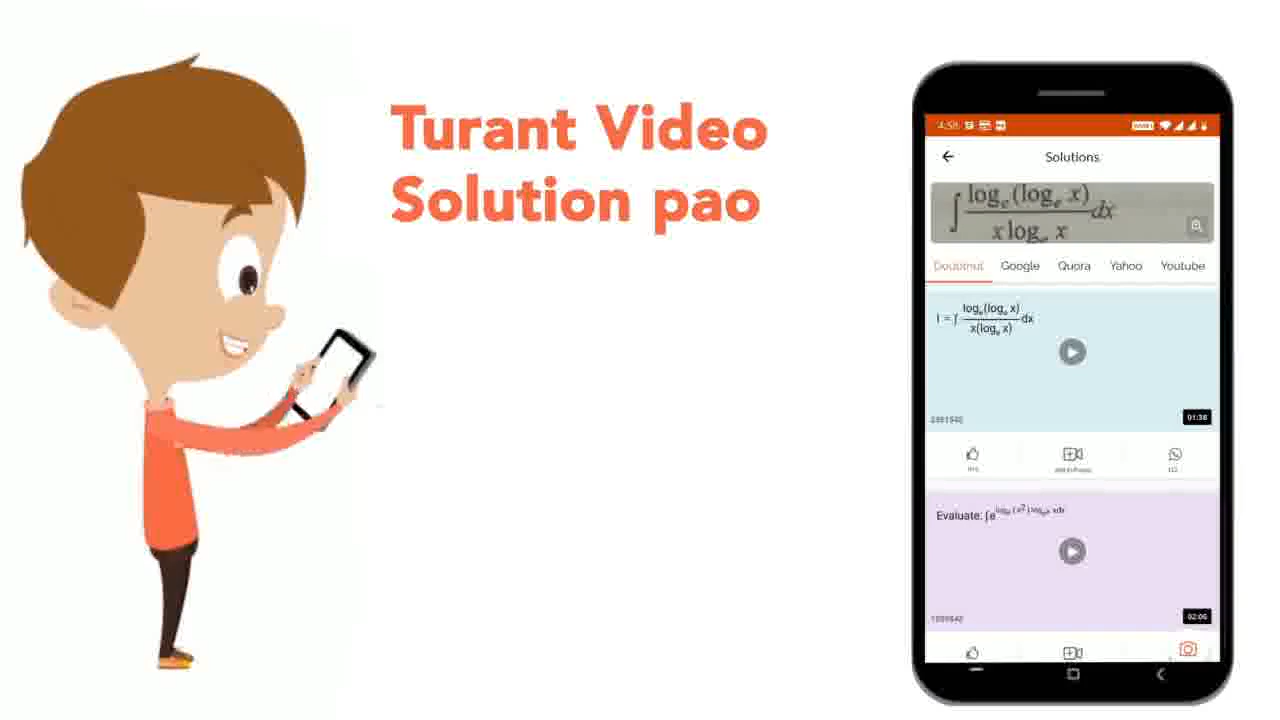 Turant Video
Solution pao
4:58
Solutions
∫ logₑ(logₑ x) / x logₑ x dx
Doubtnut Google Quora Yahoo Youtube
I = ∫ logₑ(logₑ x) / x(logₑ x) dx
01:38
Evaluate: ∫e
02:06